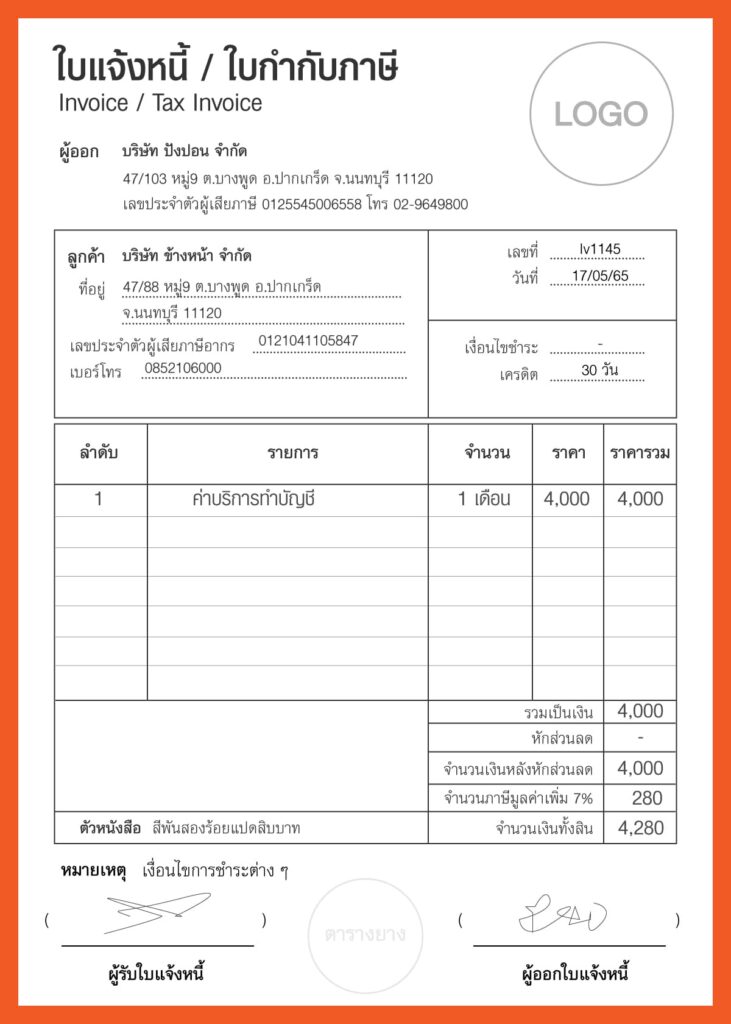 ใบแจ้งหนี้ / ใบกำกับภาษี
Invoice / Tax Invoice
LOGO
ผู้ออก บริษัท ปังปอน จำกัด
47/103 หมู่9 ต.บางพูด อ.ปากเกร็ด จ.นนทบุรี 11120
เลขประจำตัวผู้เสียภาษี 0125545006558 โทร 02-9649800
ลูกค้า บริษัท ข้างหน้า จำกัด
ที่อยู่ 47/88 หมู่9 ต.บางพูด อ.ปากเกร็ด
จ.นนทบุรี 11120
เลขประจำตัวผู้เสียภาษีอากร 0121041105847
เบอร์โทร 0852106000
เลขที่ Iv1145
วันที่ 17/05/65
เงื่อนไขชำระ -
เครดิต 30 วัน
ลำดับ รายการ จำนวน ราคา ราคารวม
1 ค่าบริการทำบัญชี 1 เดือน 4,000 4,000
รวมเป็นเงิน 4,000
หักส่วนลด -
จำนวนเงินหลังหักส่วนลด 4,000
จำนวนภาษีมูลค่าเพิ่ม 7% 280
ตัวหนังสือ สี่พันสองร้อยแปดสิบบาท จำนวนเงินทั้งสิน 4,280
หมายเหตุ เงื่อนไขการชำระต่าง ๆ
( ) ตารางยาง ( )
ผู้รับใบแจ้งหนี้ ผู้ออกใบแจ้งหนี้